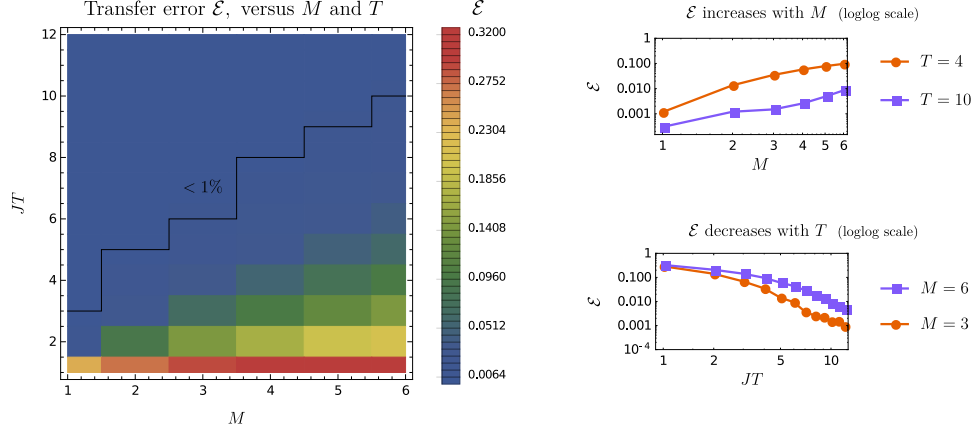 Transfer error ℰ, versus M and T
12
10
8
6
4
2
JT
< 1%
1 2 3 4 5 6
M
ℰ
0.3200
0.2752
0.2304
0.1856
0.1408
0.0960
0.0512
0.0064
ℰ increases with M (loglog scale)
1
0.100
0.010
0.001
ℰ
1 2 3 4 5 6
M
T = 4
T = 10
ℰ decreases with T (loglog scale)
1
0.100
0.010
0.001
10⁻⁴
ℰ
1 2 5 10
JT
M = 6
M = 3